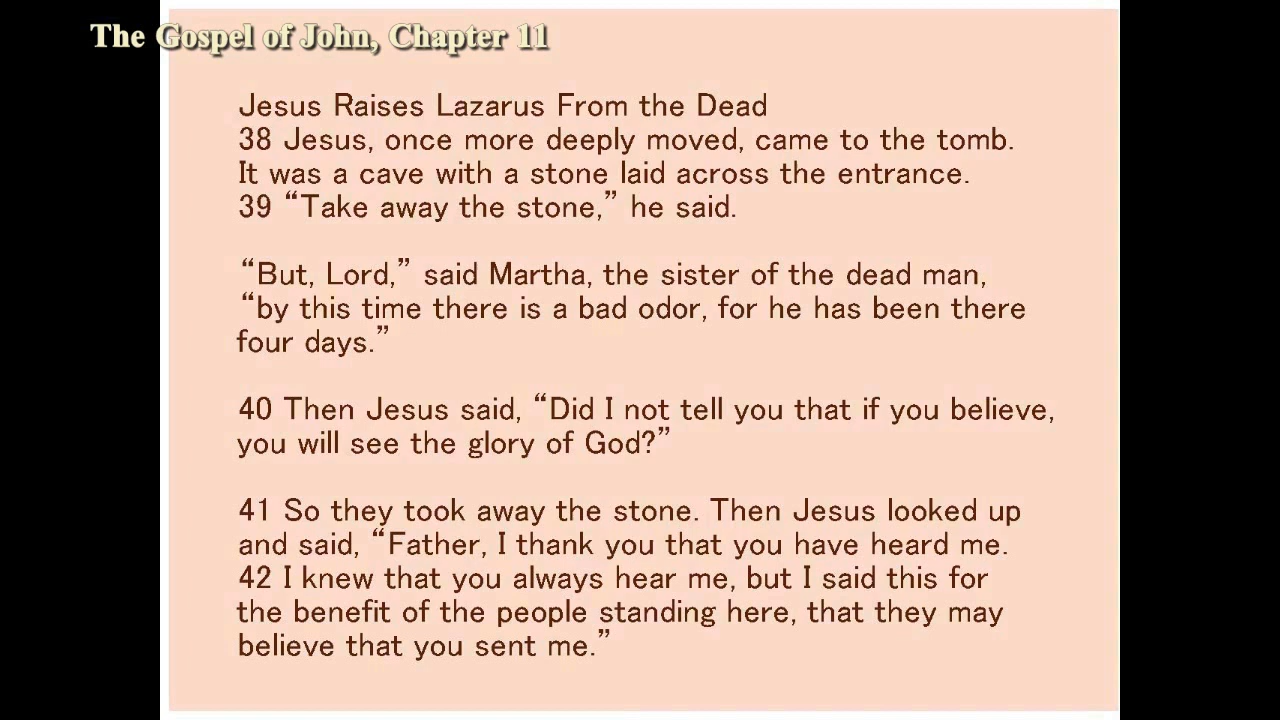 The Gospel of John, Chapter 11
Jesus Raises Lazarus From the Dead
38 Jesus, once more deeply moved, came to the tomb.
It was a cave with a stone laid across the entrance.
39 “Take away the stone,” he said.
“But, Lord,” said Martha, the sister of the dead man,
“by this time there is a bad odor, for he has been there
four days.”
40 Then Jesus said, “Did I not tell you that if you believe,
you will see the glory of God?”
41 So they took away the stone. Then Jesus looked up
and said, “Father, I thank you that you have heard me.
42 I knew that you always hear me, but I said this for
the benefit of the people standing here, that they may
believe that you sent me.”